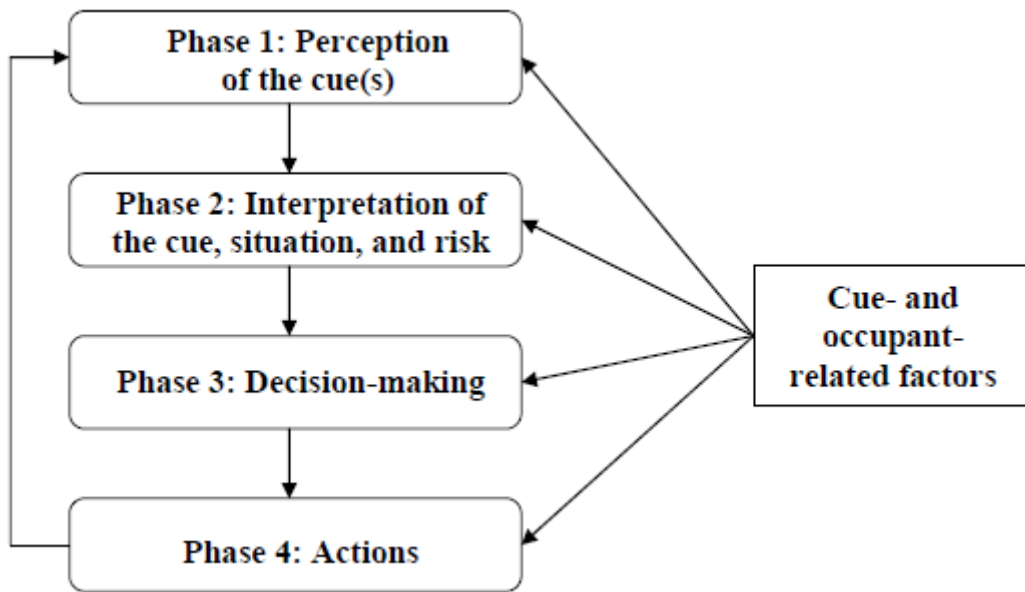 Phase 1: Perception
of the cue(s)
Phase 2: Interpretation of
the cue, situation, and risk
Phase 3: Decision-making
Phase 4: Actions
Cue- and
occupant-
related factors